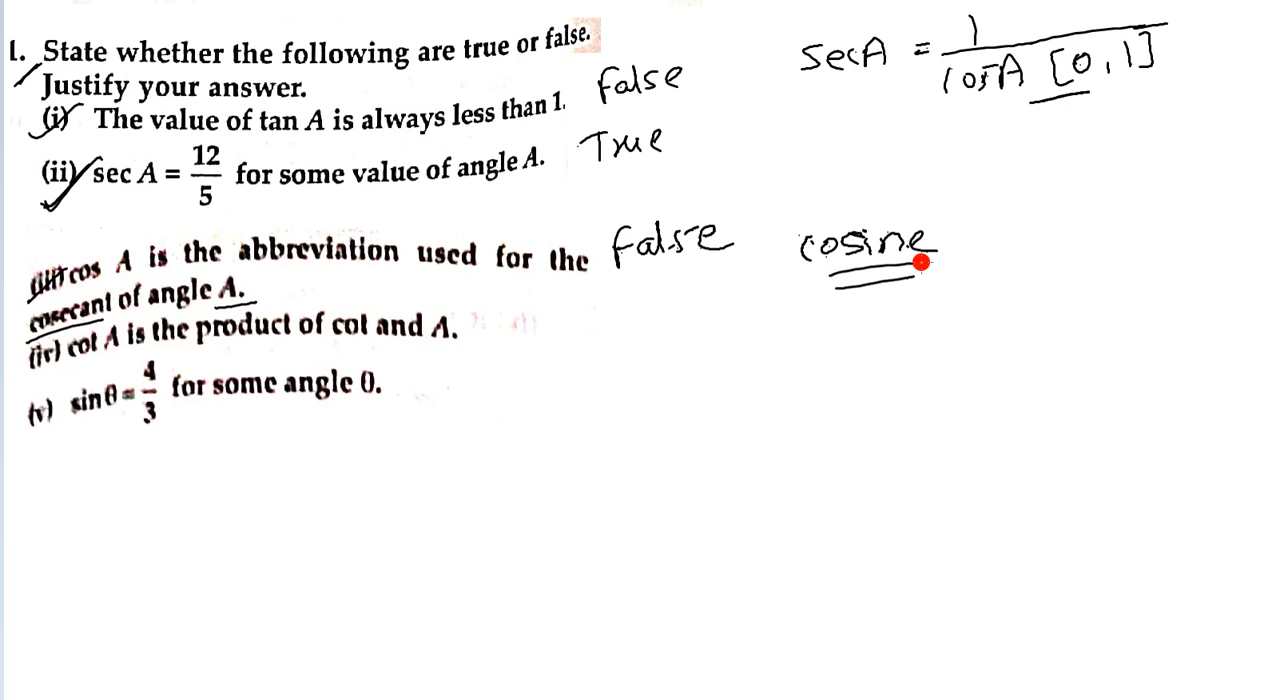 1. State whether the following are true or false.
Justify your answer.
(i) The value of tan A is always less than 1. false
(ii) sec A = 12/5 for some value of angle A. True
secA = 1/cosA [0, 1]
(iii) cos A is the abbreviation used for the false cosine
cosecant of angle A.
(iv) cot A is the product of cot and A.
(v) sinθ = 4/3 for some angle θ.